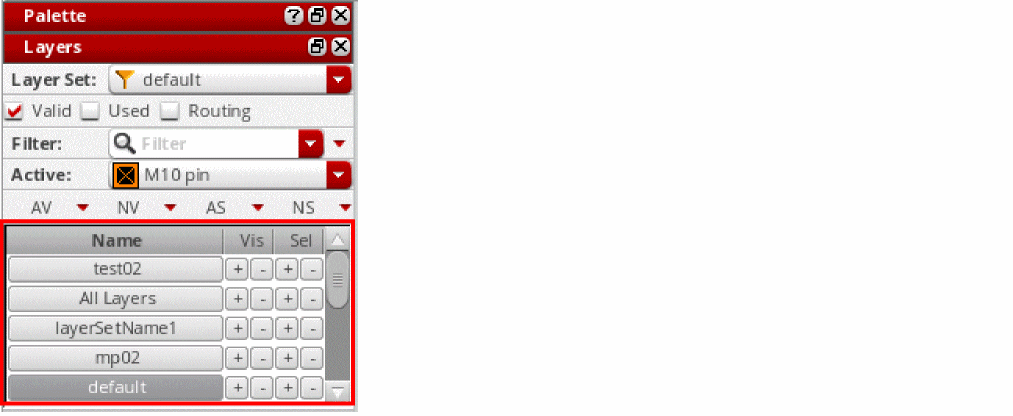 Palette
Layers
Layer Set: default
Valid Used Routing
Filter: Filter
Active: M10 pin
AV NV AS NS
Name Vis Sel
test02 + - + -
All Layers + - + -
layerSetName1 + - + -
mp02 + - + -
default + - + -